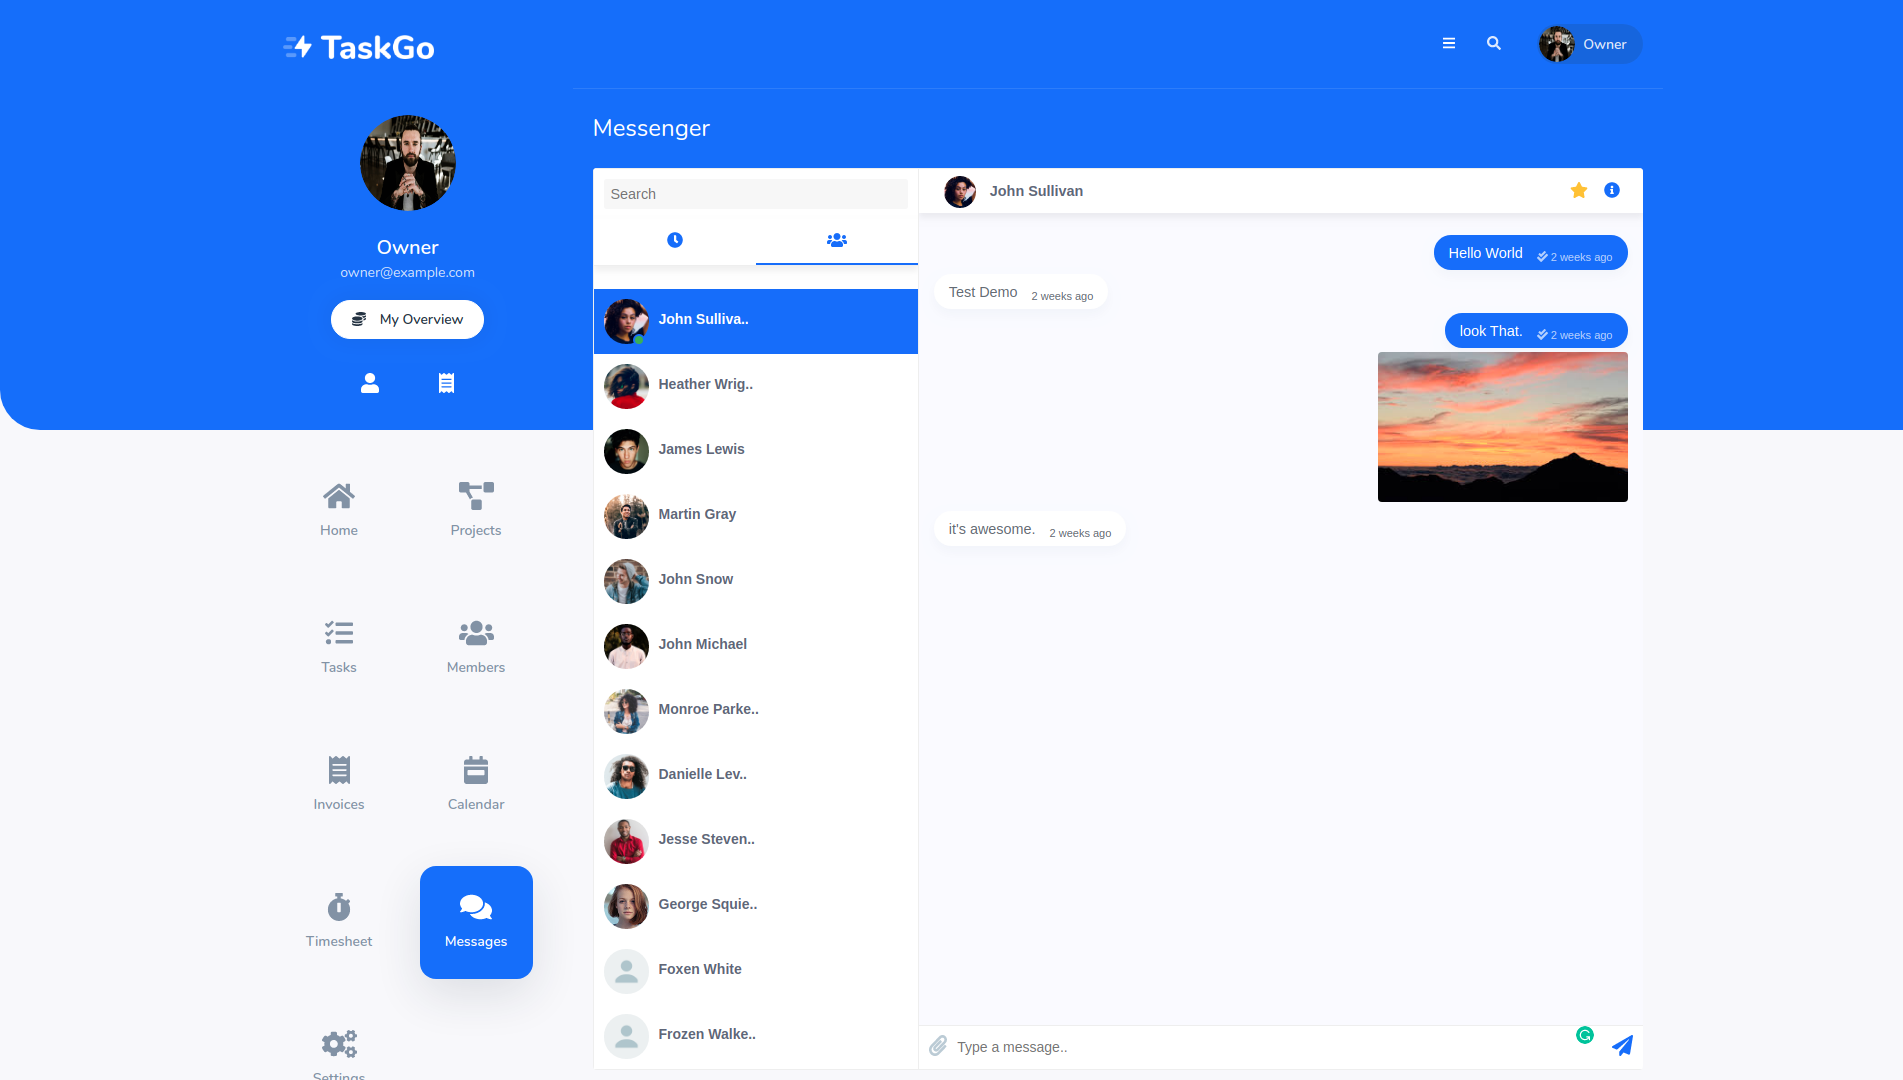 TaskGo
Owner
Owner
owner@example.com
My Overview
Home
Projects
Tasks
Members
Invoices
Calendar
Timesheet
Messages
Settings
Messenger
Search
John Sulliva..
Heather Wrig..
James Lewis
Martin Gray
John Snow
John Michael
Monroe Parke..
Danielle Lev..
Jesse Steven..
George Squie..
Foxen White
Frozen Walke..
John Sullivan
Hello World 2 weeks ago
Test Demo 2 weeks ago
look That. 2 weeks ago
it's awesome. 2 weeks ago
Type a message..